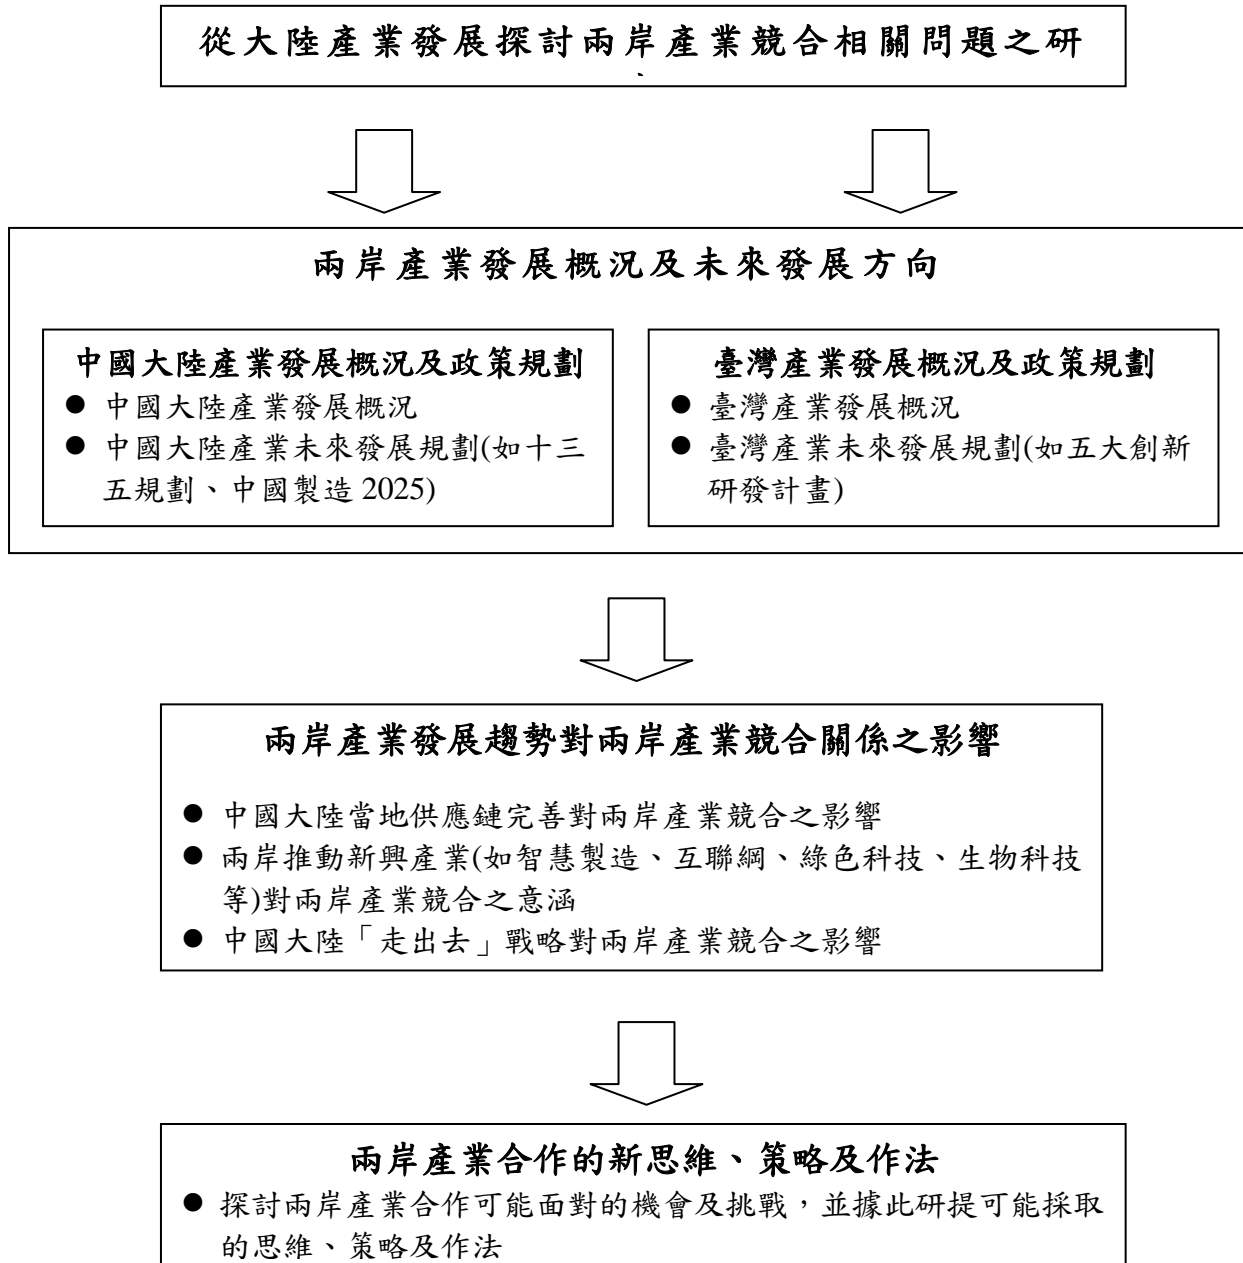 從大陸產業發展探討兩岸產業競合相關問題之研
兩岸產業發展概況及未來發展方向
中國大陸產業發展概況及政策規劃
● 中國大陸產業發展概況
● 中國大陸產業未來發展規劃(如十三
五規劃、中國製造 2025)
臺灣產業發展概況及政策規劃
● 臺灣產業發展概況
● 臺灣產業未來發展規劃(如五大創新
研發計畫)
兩岸產業發展趨勢對兩岸產業競合關係之影響
● 中國大陸當地供應鏈完善對兩岸產業競合之影響
● 兩岸推動新興產業(如智慧製造、互聯網、綠色科技、生物科技
等)對兩岸產業競合之意涵
● 中國大陸「走出去」戰略對兩岸產業競合之影響
兩岸產業合作的新思維、策略及作法
● 探討兩岸產業合作可能面對的機會及挑戰，並據此研提可能採取
的思維、策略及作法